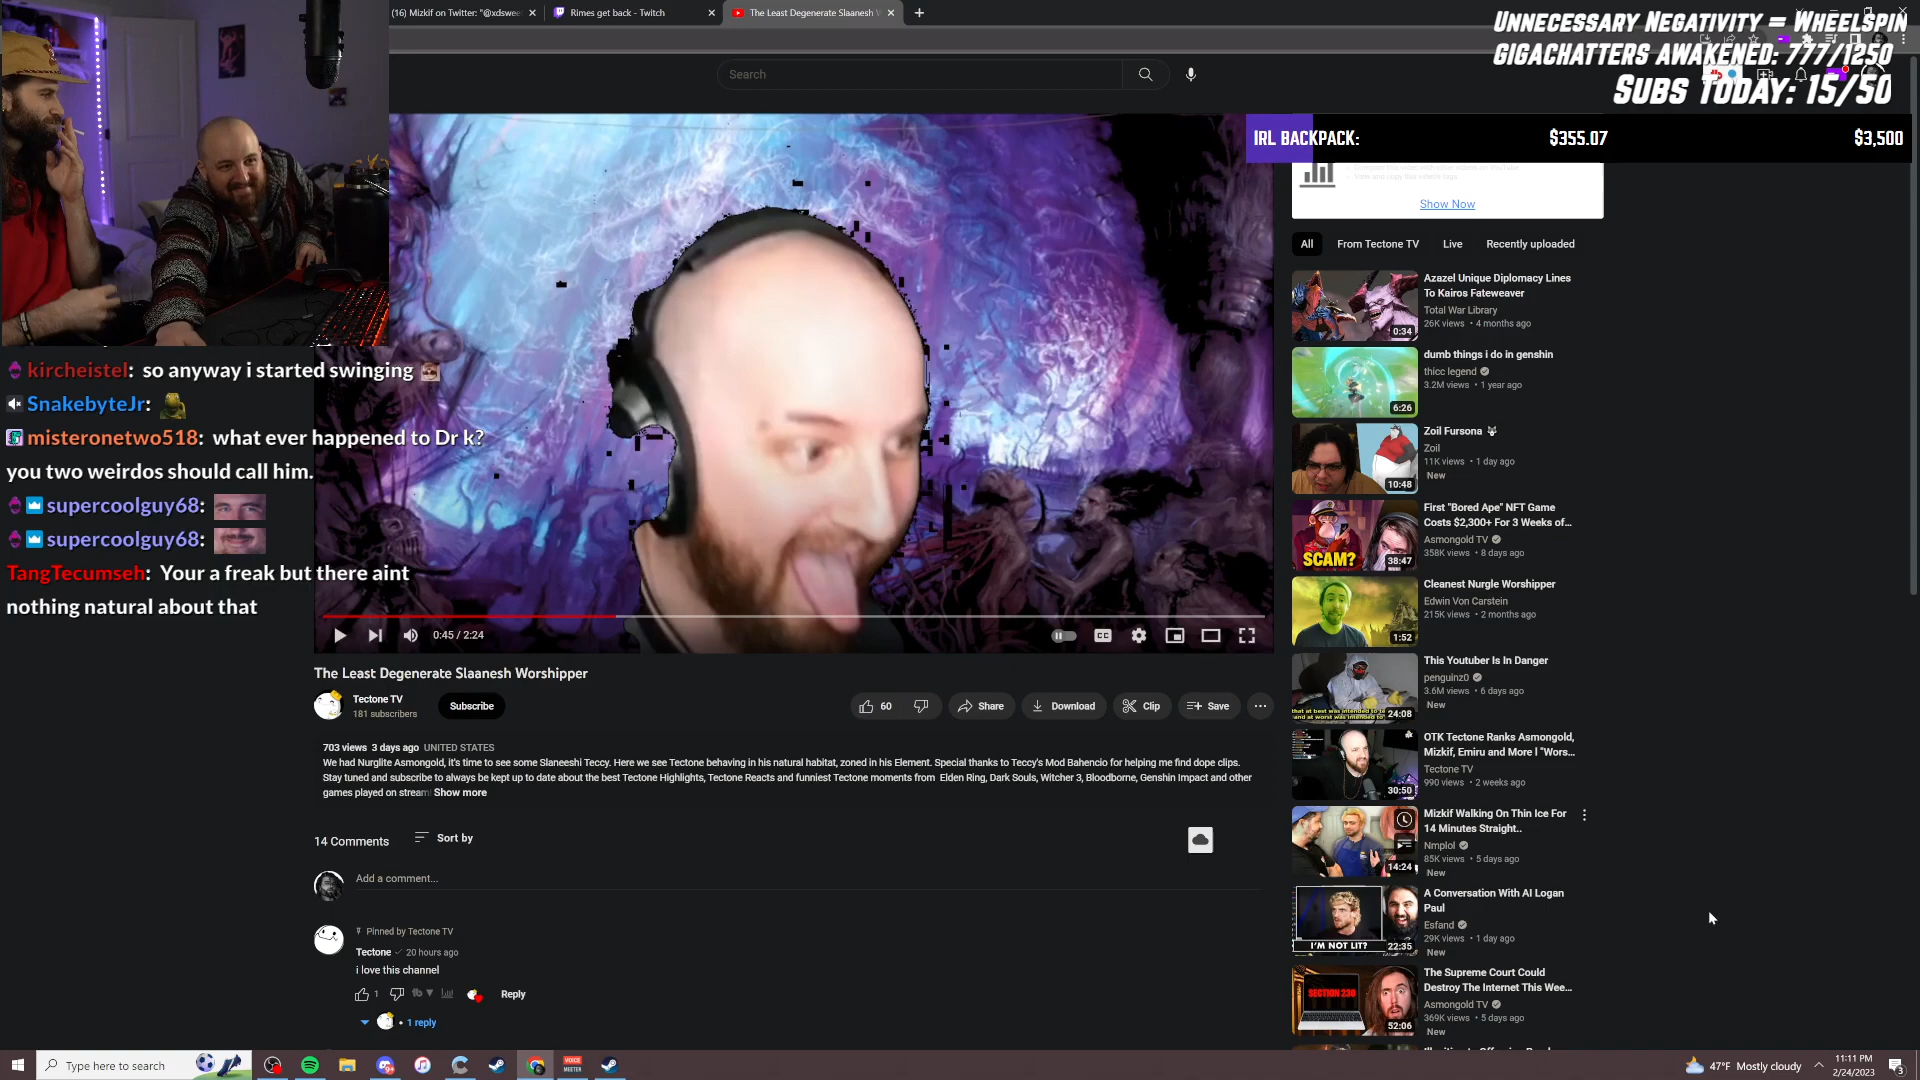 (16) Mizkif on Twitter: "@xdswee
Rimes get back - Twitch
The Least Degenerate Slaanesh W
Unnecessary Negativity = Wheelspin
GIGACHATTERS AWAKENED: 777/1250
Subs Today: 15/50
Search
IRL BACKPACK:
$355.07
$3,500
Show Now
All
From Tectone TV
Live
Recently uploaded
kircheistel: so anyway i started swinging
SnakebyteJr:
misteronetwo518: what ever happened to Dr k?
you two weirdos should call him.
supercoolguy68:
supercoolguy68:
TangTecumseh: Your a freak but there aint
nothing natural about that
0:45 / 2:24
CC
The Least Degenerate Slaanesh Worshipper
Tectone TV
181 subscribers
Subscribe
60
Share
Download
Clip
Save
703 views 3 days ago UNITED STATES
We had Nurglite Asmongold, it's time to see some Slaneeshi Teccy. Here we see Tectone behaving in his natural habitat, zoned in his Element. Special thanks to Teccy's Mod Bahencio for helping me find dope clips.
Stay tuned and subscribe to always be kept up to date about the best Tectone Highlights, Tectone Reacts and funniest Tectone moments from Elden Ring, Dark Souls, Witcher 3, Bloodborne, Genshin Impact and other
games played on stream! Show more
14 Comments
Sort by
Add a comment...
Pinned by Tectone TV
Tectone 20 hours ago
i love this channel
1
Reply
1 reply
Azazel Unique Diplomacy Lines
To Kairos Fateweaver
Total War Library
26K views • 4 months ago
0:34
dumb things i do in genshin
thicc legend
3.2M views • 1 year ago
6:26
Zoil Fursona
Zoil
11K views • 1 day ago
New
10:48
First "Bored Ape" NFT Game
Costs $2,300+ For 3 Weeks of...
Asmongold TV
358K views • 8 days ago
SCAM?
38:47
Cleanest Nurgle Worshipper
Edwin Von Carstein
215K views • 2 months ago
1:52
This Youtuber Is In Danger
penguinz0
3.6M views • 6 days ago
New
24:08
OTK Tectone Ranks Asmongold,
Mizkif, Emiru and More l "Wors...
Tectone TV
990 views • 2 weeks ago
30:50
Mizkif Walking On Thin Ice For
14 Minutes Straight..
Nmplol
85K views • 5 days ago
New
14:24
A Conversation With AI Logan
Paul
Esfand
29K views • 1 day ago
New
I'M NOT LIT?
22:35
The Supreme Court Could
Destroy The Internet This Wee...
Asmongold TV
369K views • 5 days ago
New
SECTION 230
52:06
Type here to search
VOICE
MEETER
47°F Mostly cloudy
11:11 PM
2/24/2023
3